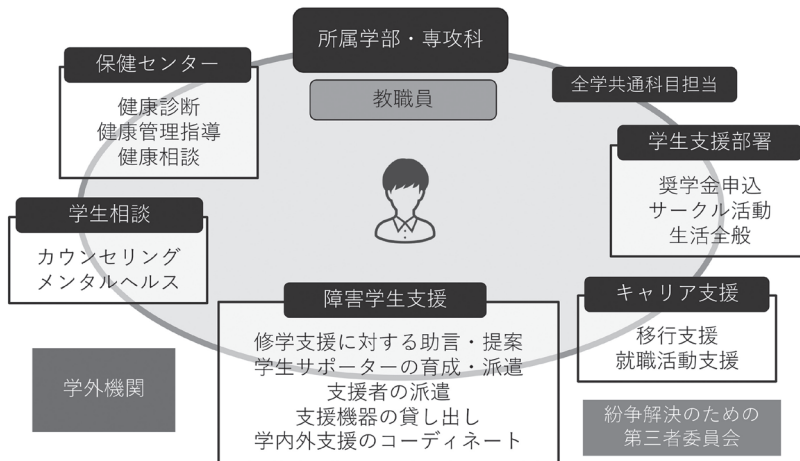 所属学部・専攻科
教職員
全学共通科目担当
保健センター
健康診断
健康管理指導
健康相談
学生支援部署
奨学金申込
サークル活動
生活全般
学生相談
カウンセリング
メンタルヘルス
障害学生支援
修学支援に対する助言・提案
学生サポーターの育成・派遣
支援者の派遣
支援機器の貸し出し
学内外支援のコーディネート
キャリア支援
移行支援
就職活動支援
学外機関
紛争解決のための
第三者委員会